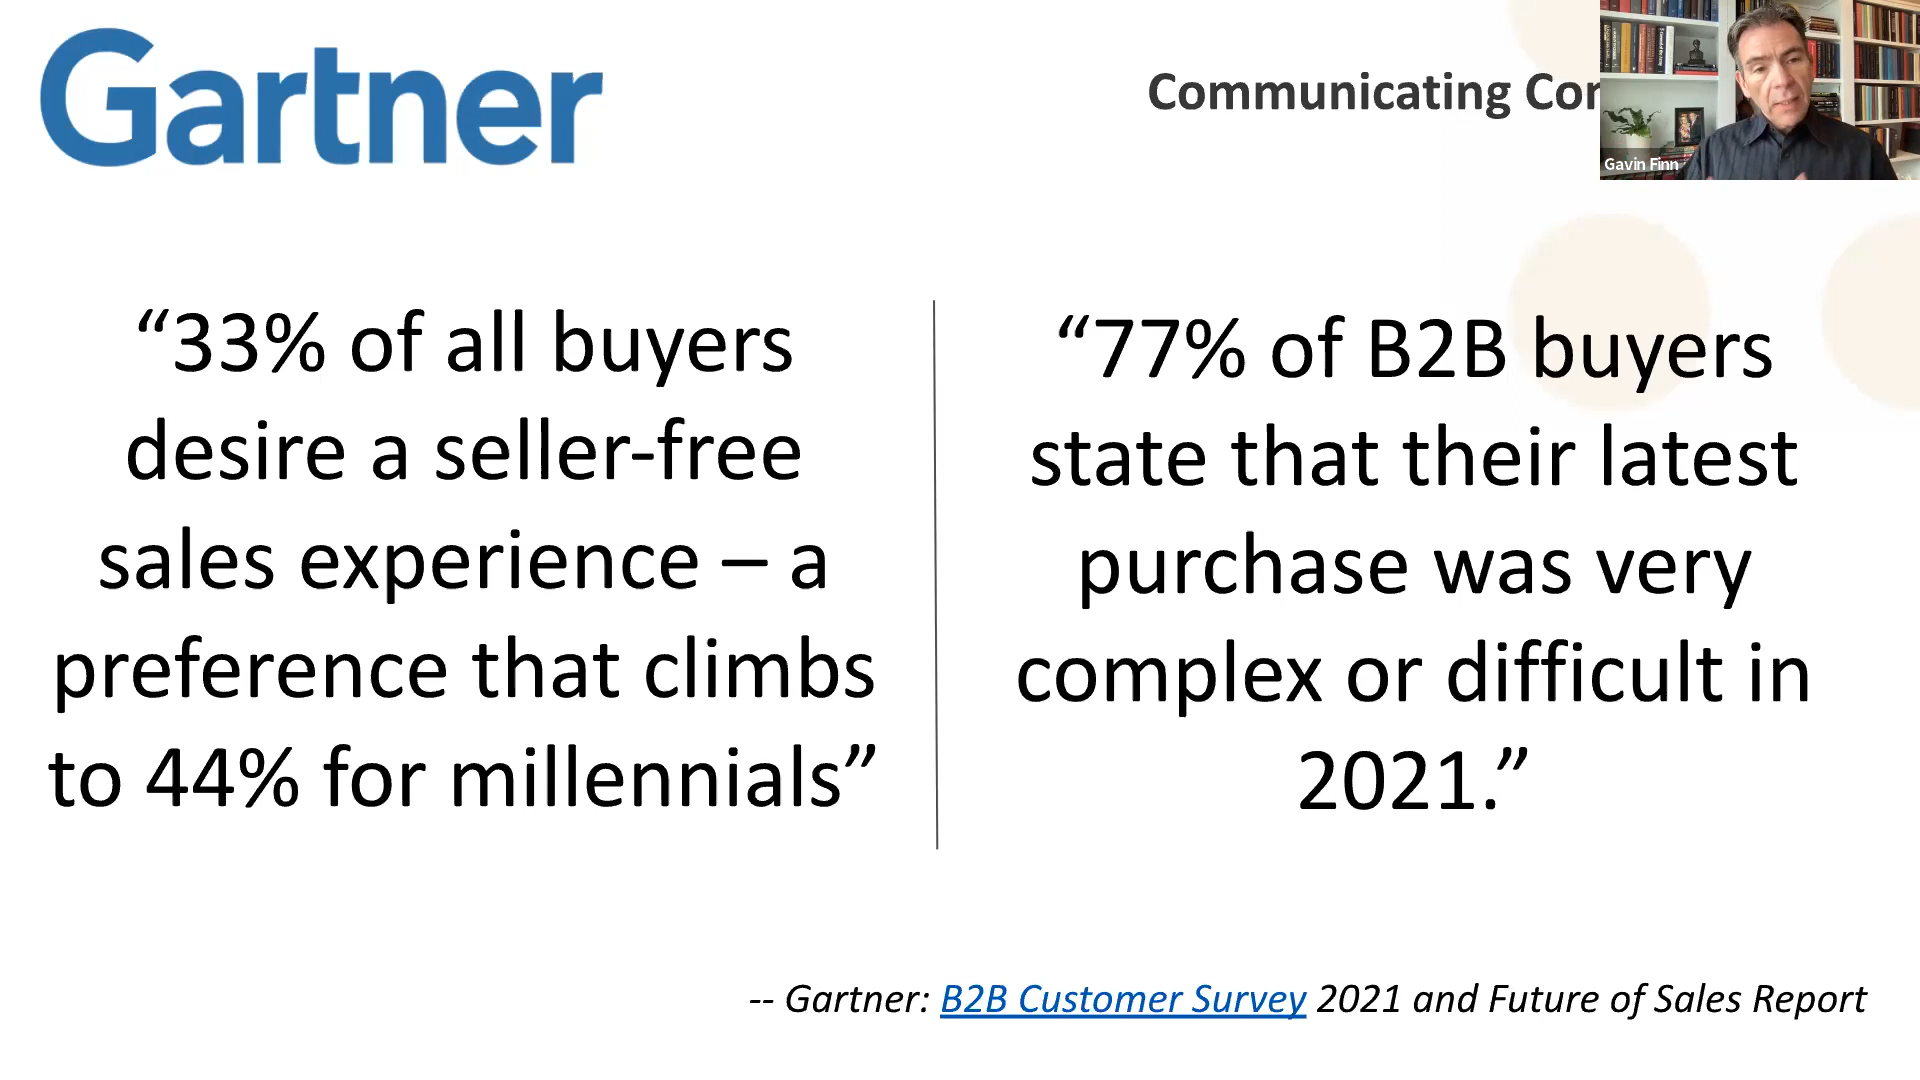 Gartner
Communicating
Gavin Finn
“33% of all buyers
desire a seller-free
sales experience – a
preference that climbs
to 44% for millennials”
“77% of B2B buyers
state that their latest
purchase was very
complex or difficult in
2021.”
-- Gartner: B2B Customer Survey 2021 and Future of Sales Report